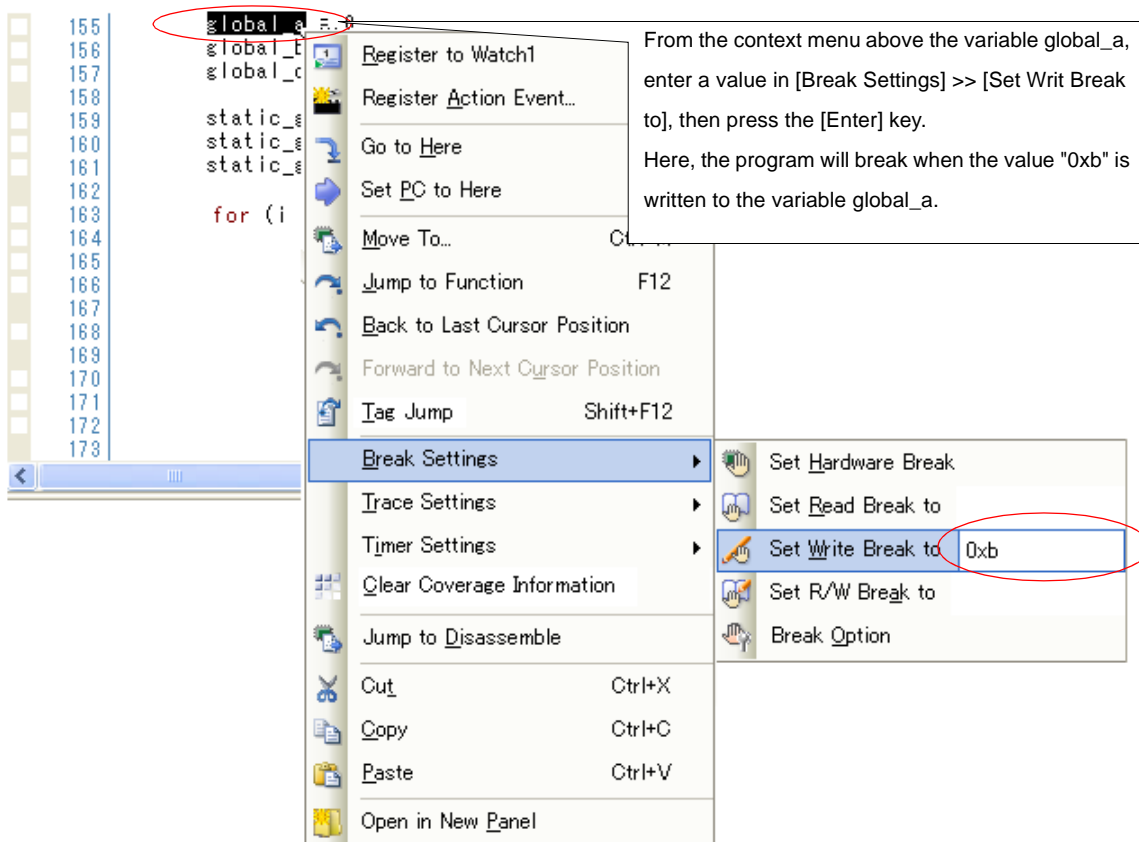 155 global_a = 0
156 global_b
157 global_c
158
159 static_g
160 static_g
161 static_g
162
163 for (i
164
165
166
167
168
169
170
171
172
173
From the context menu above the variable global_a,
enter a value in [Break Settings] >> [Set Writ Break
to], then press the [Enter] key.
Here, the program will break when the value "0xb" is
written to the variable global_a.
Register to Watch1
Register Action Event...
Go to Here
Set PC to Here
Move To...
Jump to Function F12
Back to Last Cursor Position
Forward to Next Cursor Position
Tag Jump Shift+F12
Break Settings
Trace Settings
Timer Settings
Clear Coverage Information
Jump to Disassemble
Cut Ctrl+X
Copy Ctrl+C
Paste Ctrl+V
Open in New Panel
Set Hardware Break
Set Read Break to
Set Write Break to 0xb
Set R/W Break to
Break Option